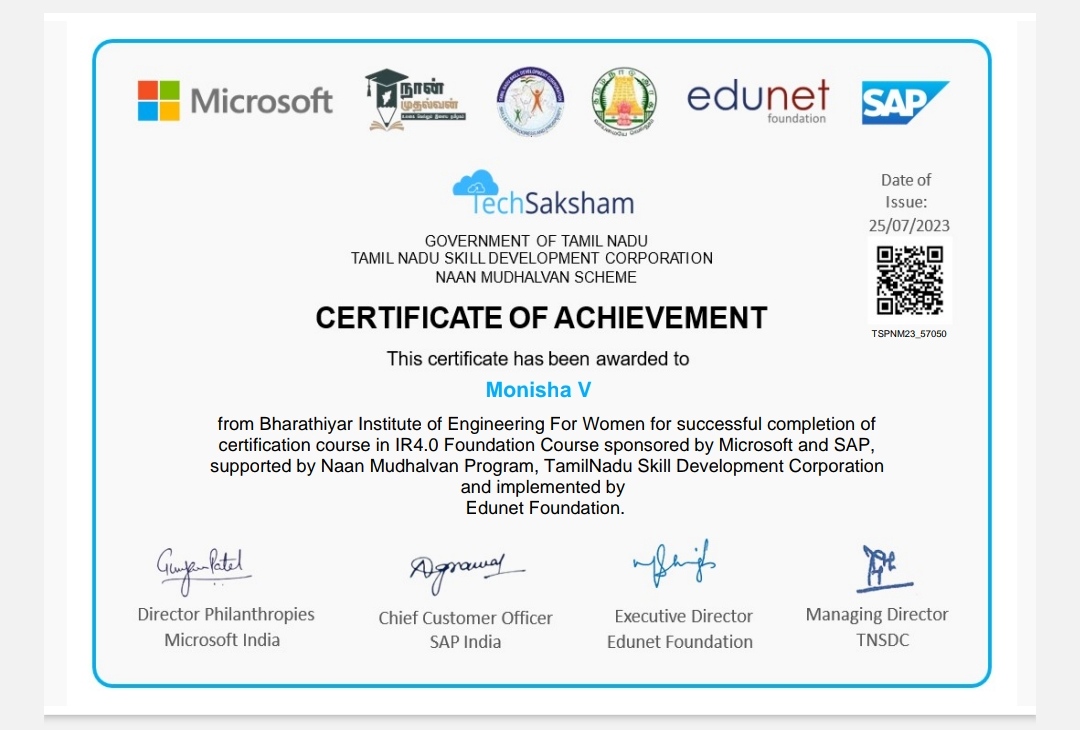 Microsoft
நான்
முதல்வன்
edunet
foundation
SAP
TechSaksham
Date of
Issue:
25/07/2023
TSPNM23_57050
GOVERNMENT OF TAMIL NADU
TAMIL NADU SKILL DEVELOPMENT CORPORATION
NAAN MUDHALVAN SCHEME
CERTIFICATE OF ACHIEVEMENT
This certificate has been awarded to
Monisha V
from Bharathiyar Institute of Engineering For Women for successful completion of
certification course in IR4.0 Foundation Course sponsored by Microsoft and SAP,
supported by Naan Mudhalvan Program, TamilNadu Skill Development Corporation
and implemented by
Edunet Foundation.
Director Philanthropies
Microsoft India
Chief Customer Officer
SAP India
Executive Director
Edunet Foundation
Managing Director
TNSDC